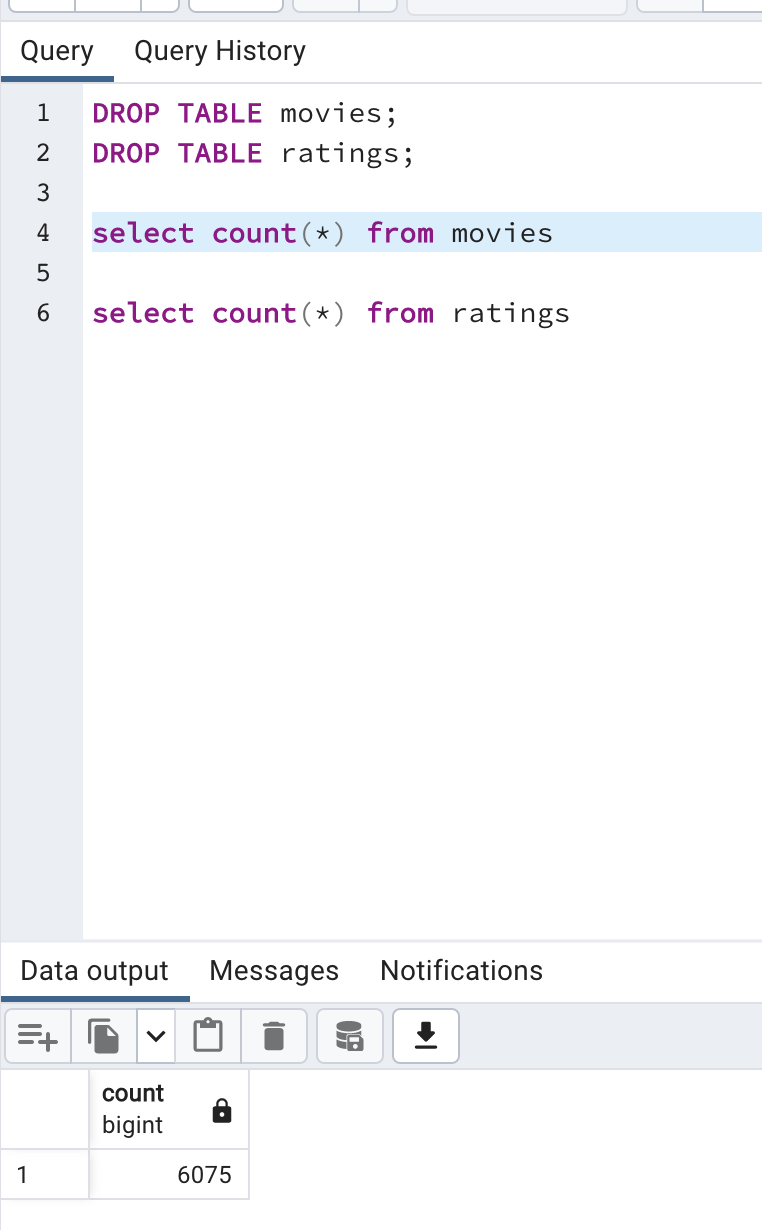 Query Query History
1 DROP TABLE movies;
2 DROP TABLE ratings;
3
4 select count(*) from movies
5
6 select count(*) from ratings
Data output Messages Notifications
count
bigint
1 6075